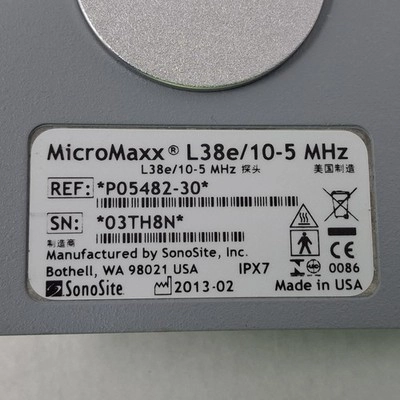 MicroMaxx® L38e/10-5 MHz
L38e/10-5 MHz 探头 美国制造
REF: *P05482-30*
SN: *03TH8N*
制造商
Manufactured by SonoSite, Inc.
Bothell, WA 98021 USA IPX7 0086
SonoSite 2013-02 Made in USA